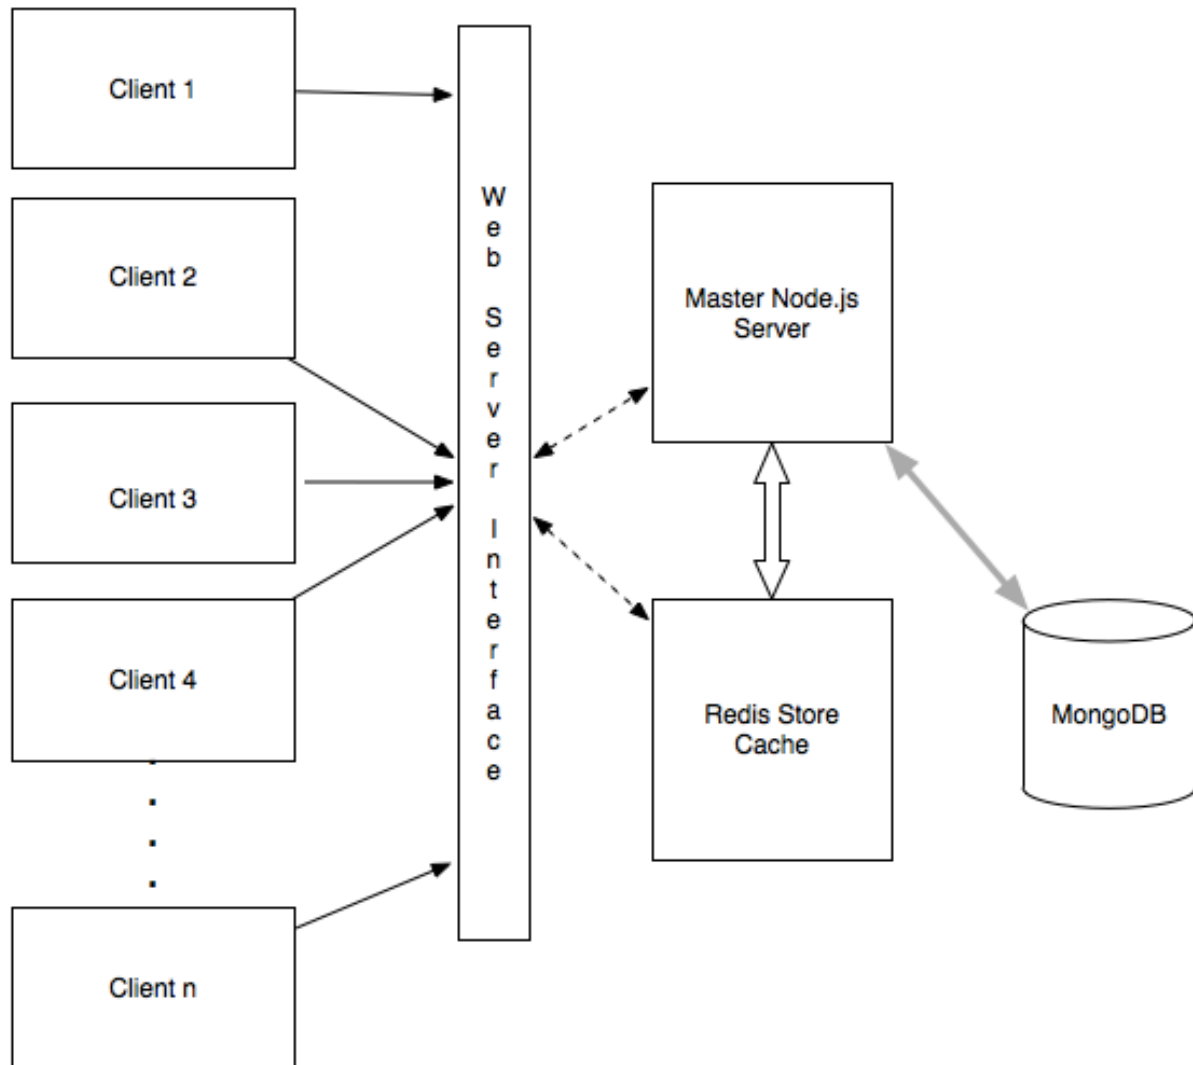 Client 1
Client 2
Client 3
Client 4
Client n
Web Server Interface
Master Node.js
Server
Redis Store
Cache
MongoDB